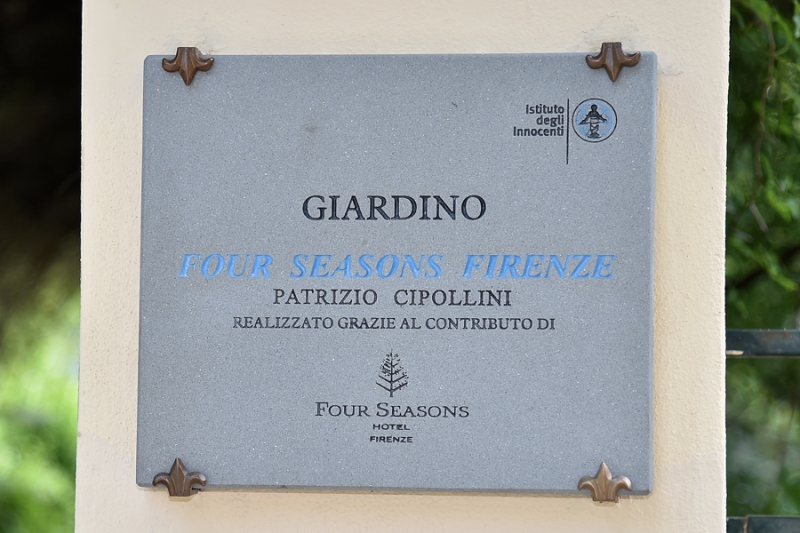 Istituto
degli
Innocenti
GIARDINO
FOUR SEASONS FIRENZE
PATRIZIO CIPOLLINI
REALIZZATO GRAZIE AL CONTRIBUTO DI
FOUR SEASONS
HOTEL
FIRENZE